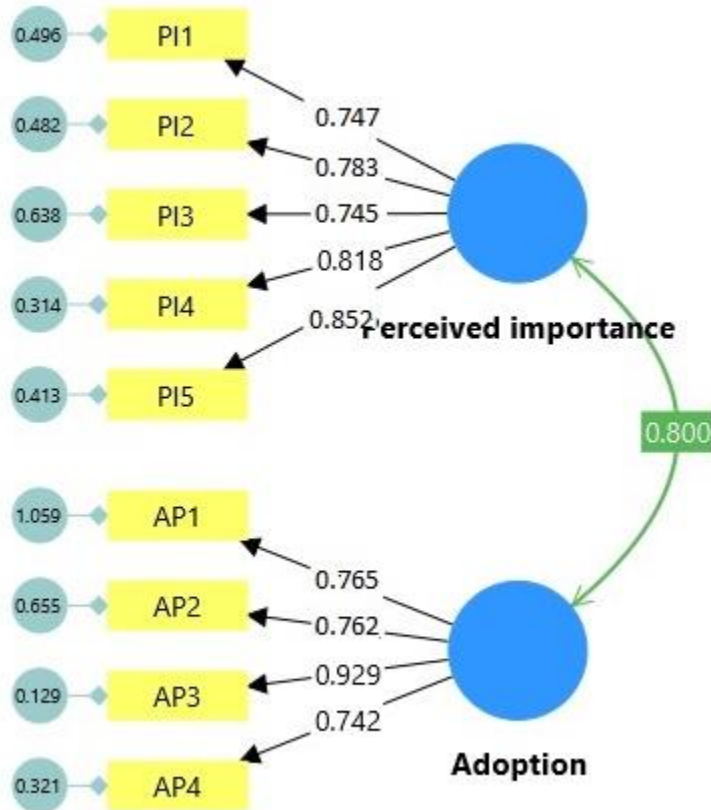 0.496 PI1
0.747
0.482 PI2
0.783
0.638 PI3 0.745
0.818
0.314 PI4
0.852
Perceived importance
0.413 PI5
0.800
1.059 AP1
0.765
0.655 AP2
0.762
0.929
0.129 AP3
0.742
Adoption
0.321 AP4